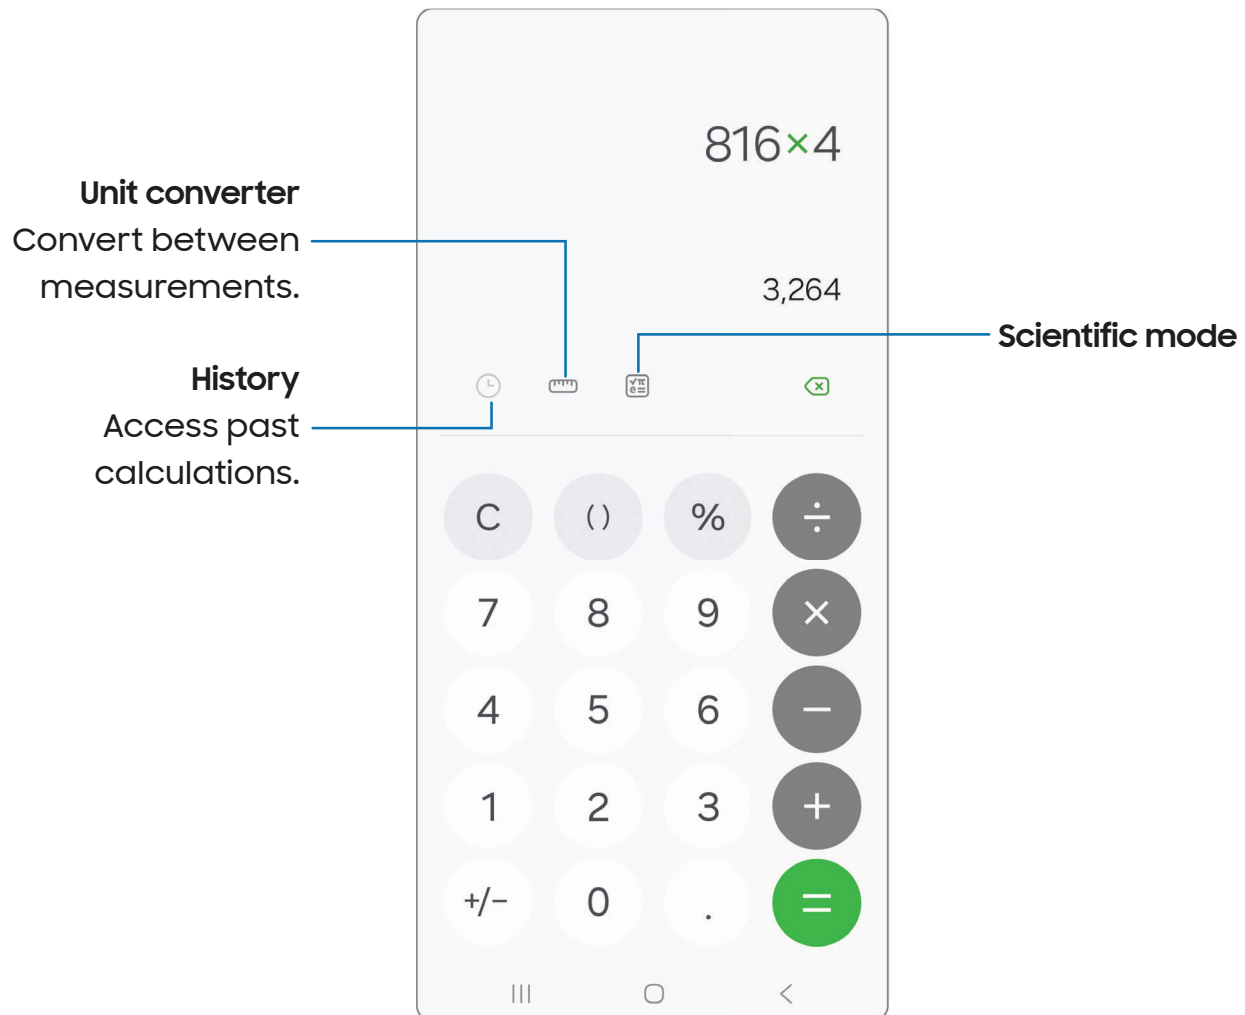 816×4
Unit converter
Convert between
measurements.
3,264
Scientific mode
History
Access past
calculations.
√π
e=
C
( )
%
÷
7
8
9
×
4
5
6
−
1
2
3
+
+/−
0
.
=